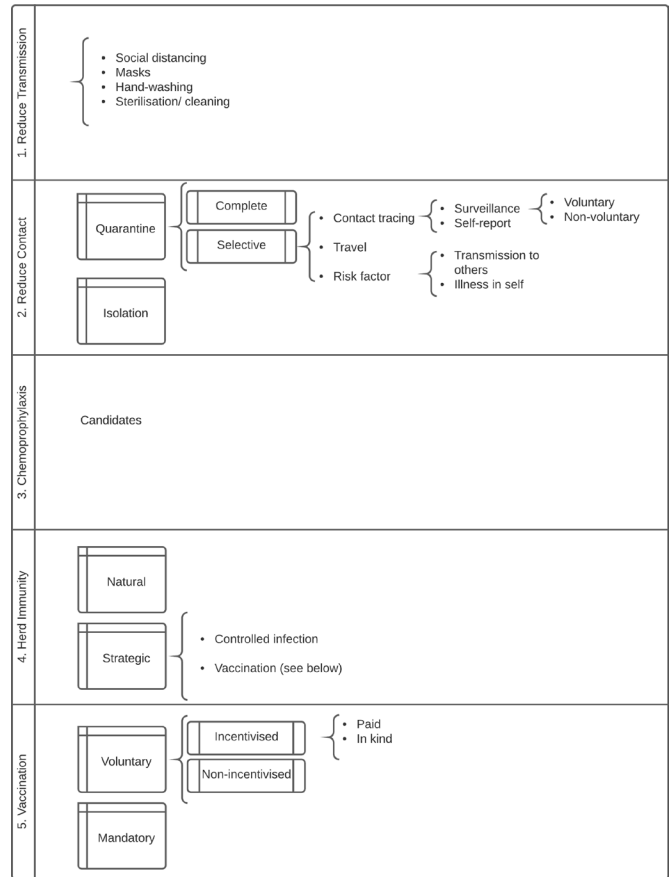 1. Reduce Transmission
• Social distancing
• Masks
• Hand-washing
• Sterilisation/ cleaning
2. Reduce Contact
Quarantine
Complete
Selective
• Contact tracing
• Travel
• Risk factor
• Surveillance
• Self-report
• Voluntary
• Non-voluntary
• Transmission to
others
• Illness in self
Isolation
3. Chemoprophylaxis
Candidates
4. Herd Immunity
Natural
Strategic
• Controlled infection
• Vaccination (see below)
5. Vaccination
Voluntary
Incentivised
Non-incentivised
• Paid
• In kind
Mandatory